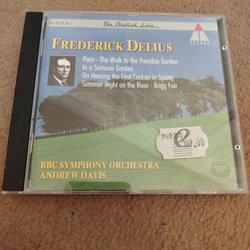 DIGITAL
The British Line
TELDEC
FREDERICK DELIUS
Paris - The Walk to the Paradise Garden
In a Summer Garden
On Hearing the First Cuckoo in Spring
Summer Night on the River - Brigg Fair
BBC SYMPHONY ORCHESTRA
ANDREW DAVIS